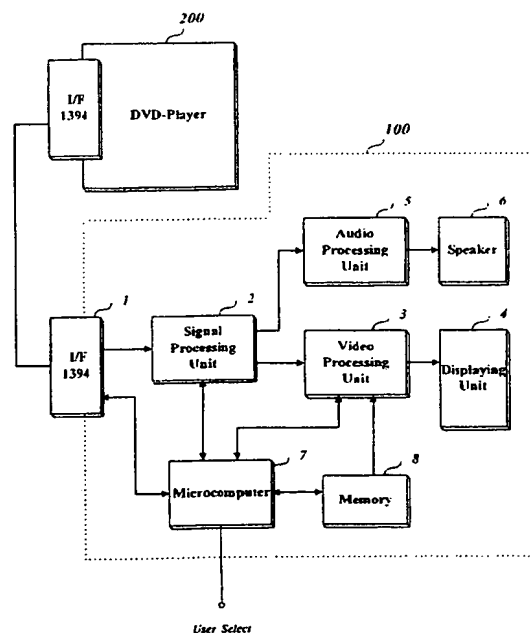 200
I/F
1394
DVD-Player
100
5
Audio
Processing
Unit
6
Speaker
1
I/F
1394
2
Signal
Processing
Unit
3
Video
Processing
Unit
4
Displaying
Unit
7
Microcomputer
8
Memory
User Select